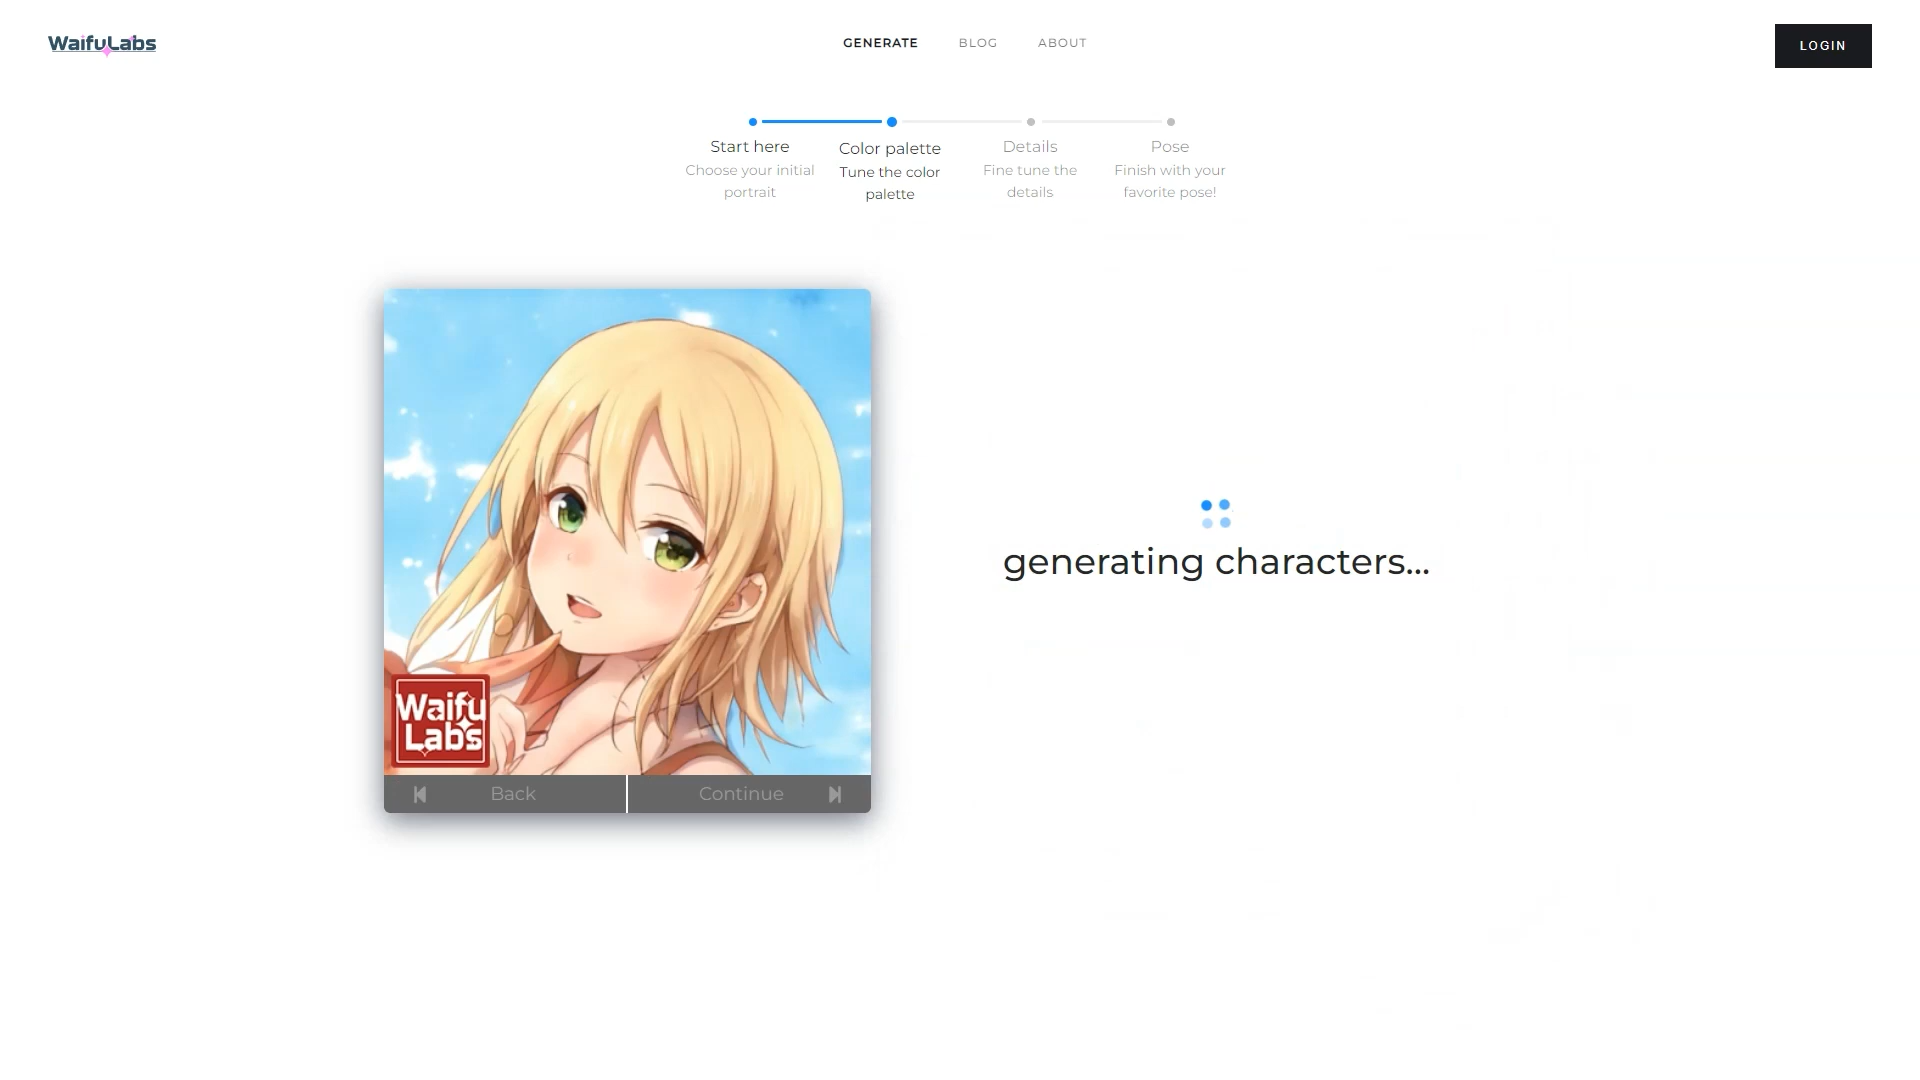 WaifuLabs
GENERATE
BLOG
ABOUT
LOGIN
Start here
Choose your initial
portrait
Color palette
Tune the color
palette
Details
Fine tune the
details
Pose
Finish with your
favorite pose!
generating characters...
Waifu
Labs
Back
Continue